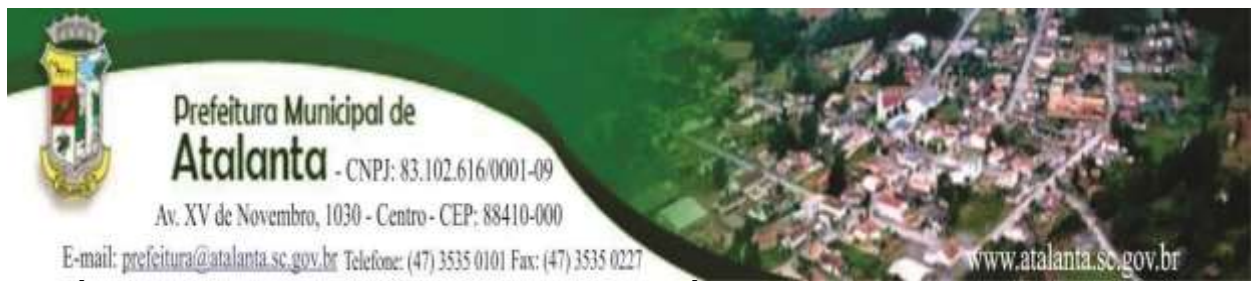 Prefeitura Municipal de
Atalanta - CNPJ: 83.102.616/0001-09
Av. XV de Novembro, 1030 - Centro - CEP: 88410-000
E-mail: prefeitura@atalanta.sc.gov.br Telefone: (47) 3535 0101 Fax: (47) 3535 0227
www.atalanta.sc.gov.br